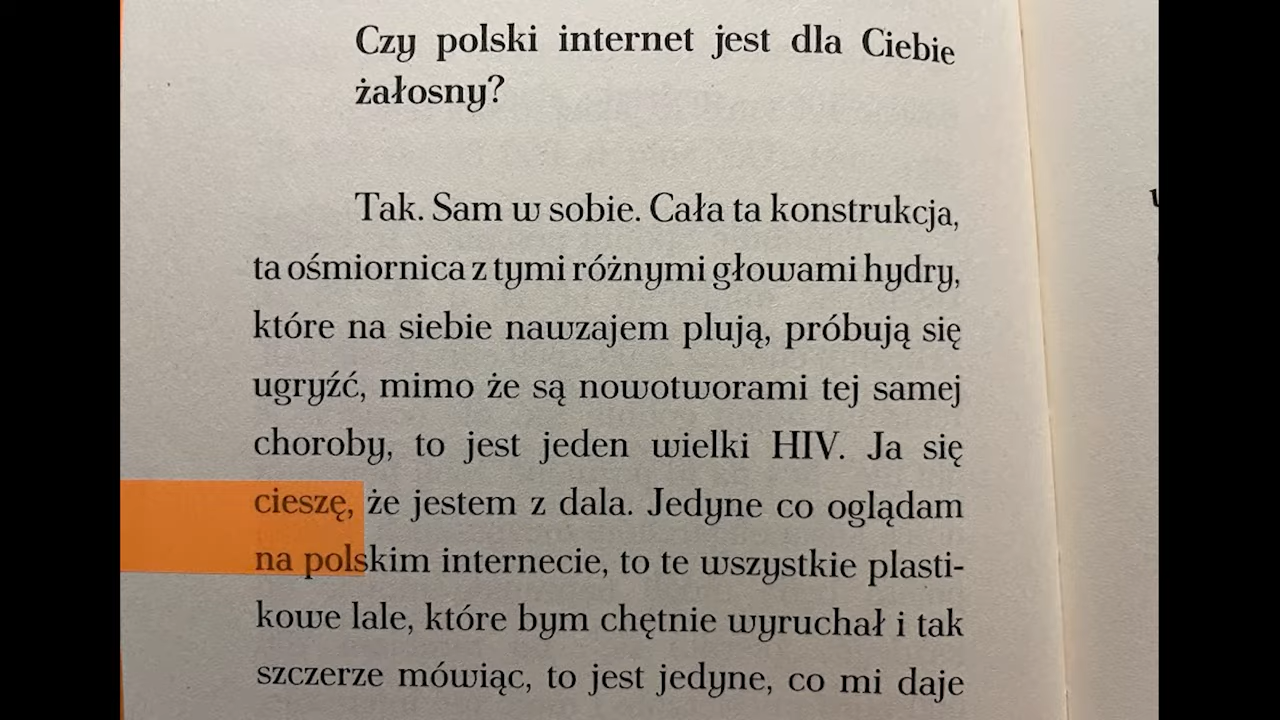 Czy polski internet jest dla Ciebie
żałosny?
Tak. Sam w sobie. Cała ta konstrukcja,
ta ośmiornica z tymi różnymi głowami hydry,
które na siebie nawzajem plują, próbują się
ugryźć, mimo że są nowotworami tej samej
choroby, to jest jeden wielki HIV. Ja się
cieszę, że jestem z dala. Jedyne co oglądam
na polskim internecie, to te wszystkie plasti-
kowe lale, które bym chętnie wyruchał i tak
szczerze mówiąc, to jest jedyne, co mi daje